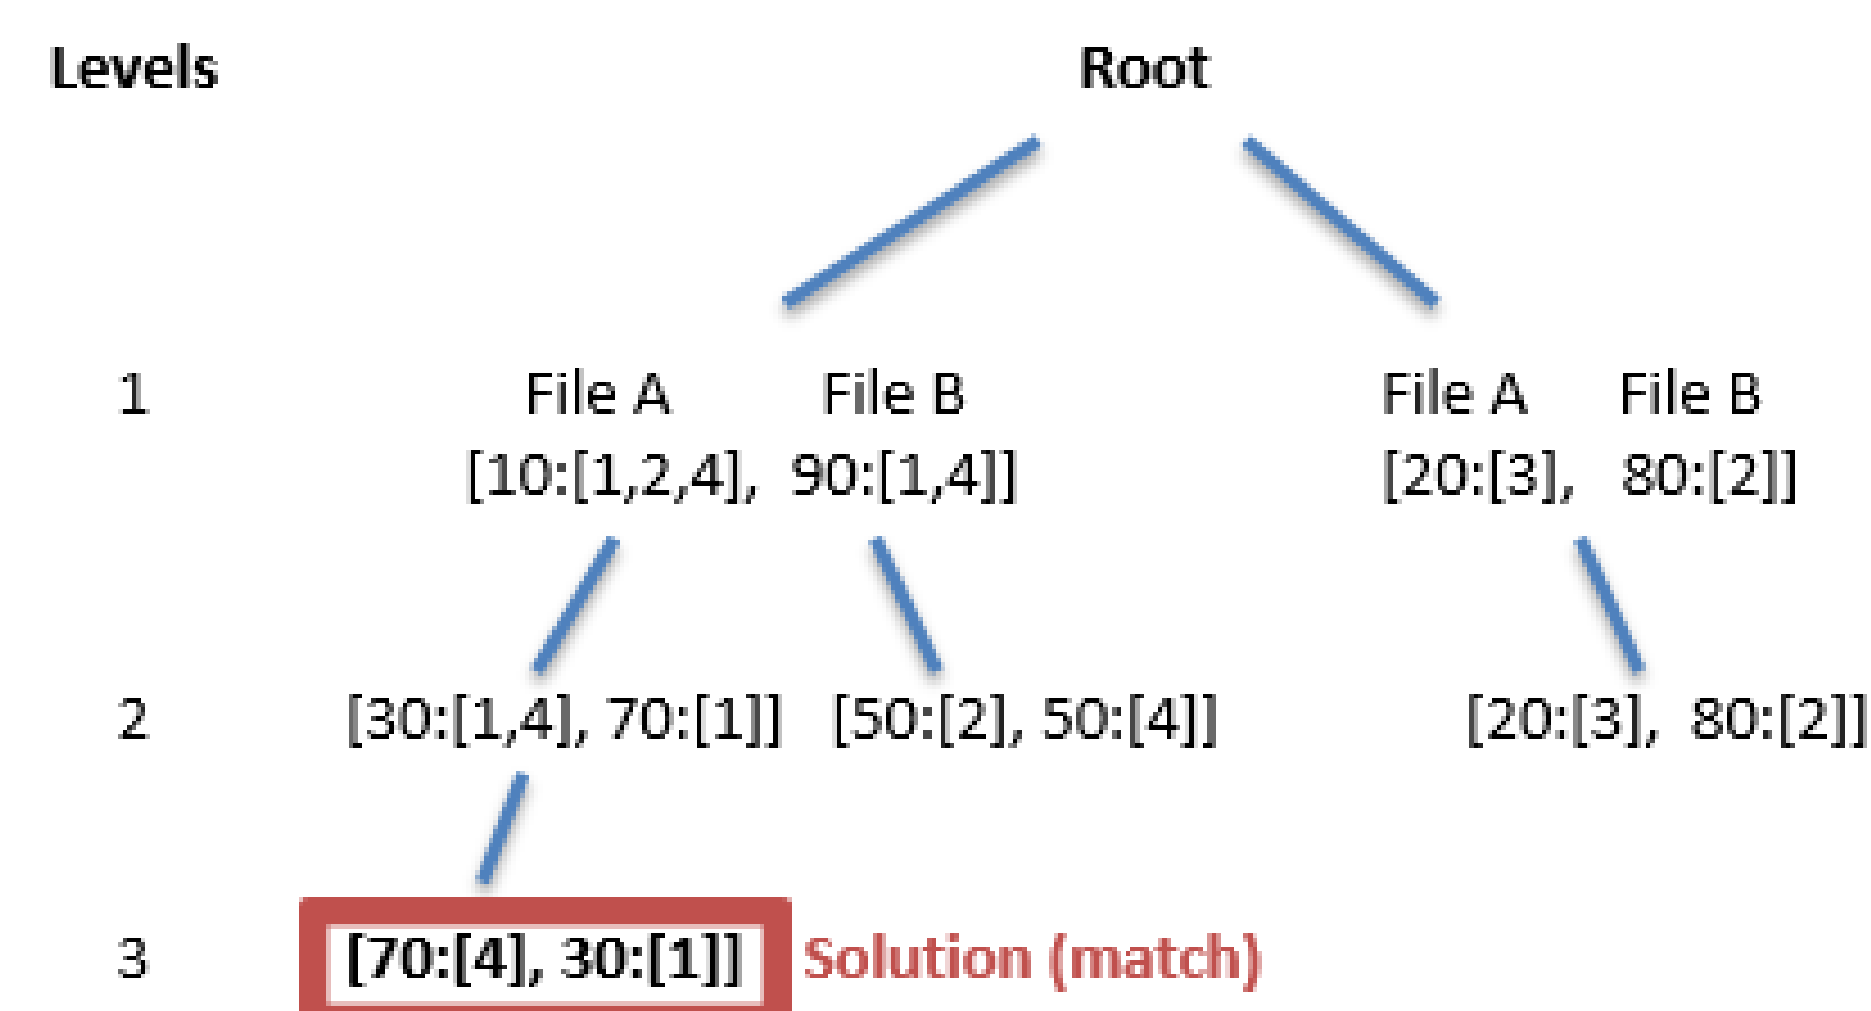 Levels Root
1 File A File B File A File B
[10:[1,2,4], 90:[1,4]] [20:[3], 80:[2]]
2 [30:[1,4], 70:[1]] [50:[2], 50:[4]] [20:[3], 80:[2]]
3 [70:[4], 30:[1]] Solution (match)